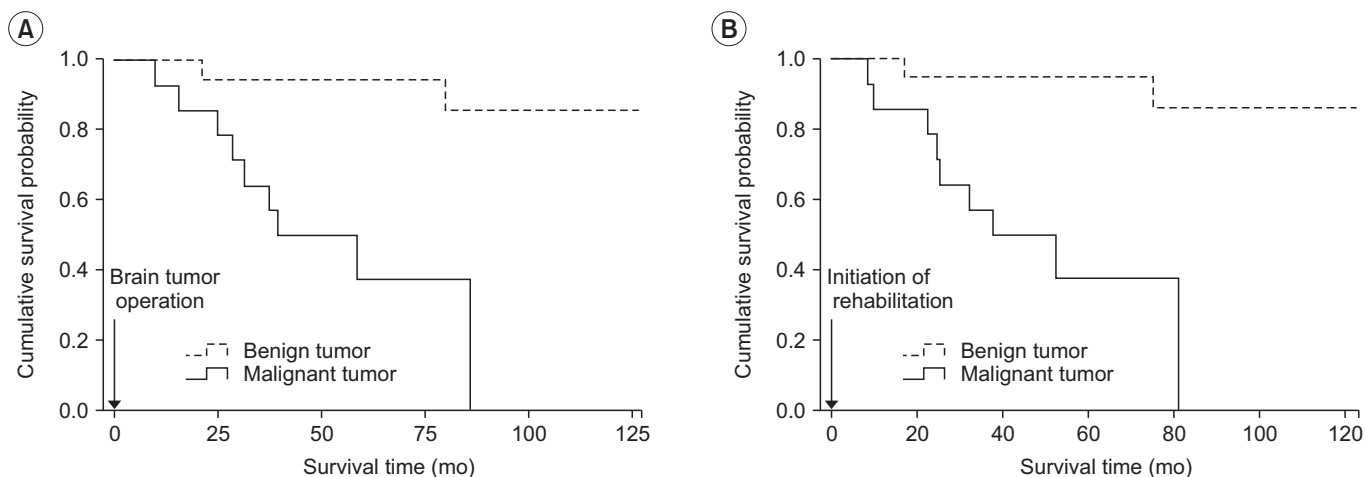 A
Cumulative survival probability
1.0
0.8
0.6
0.4
0.2
0.0
Brain tumor
operation
Benign tumor
Malignant tumor
0
25
50
75
100
125
Survival time (mo)
B
Cumulative survival probability
1.0
0.8
0.6
0.4
0.2
0.0
Initiation of
rehabilitation
Benign tumor
Malignant tumor
0
20
40
60
80
100
120
Survival time (mo)